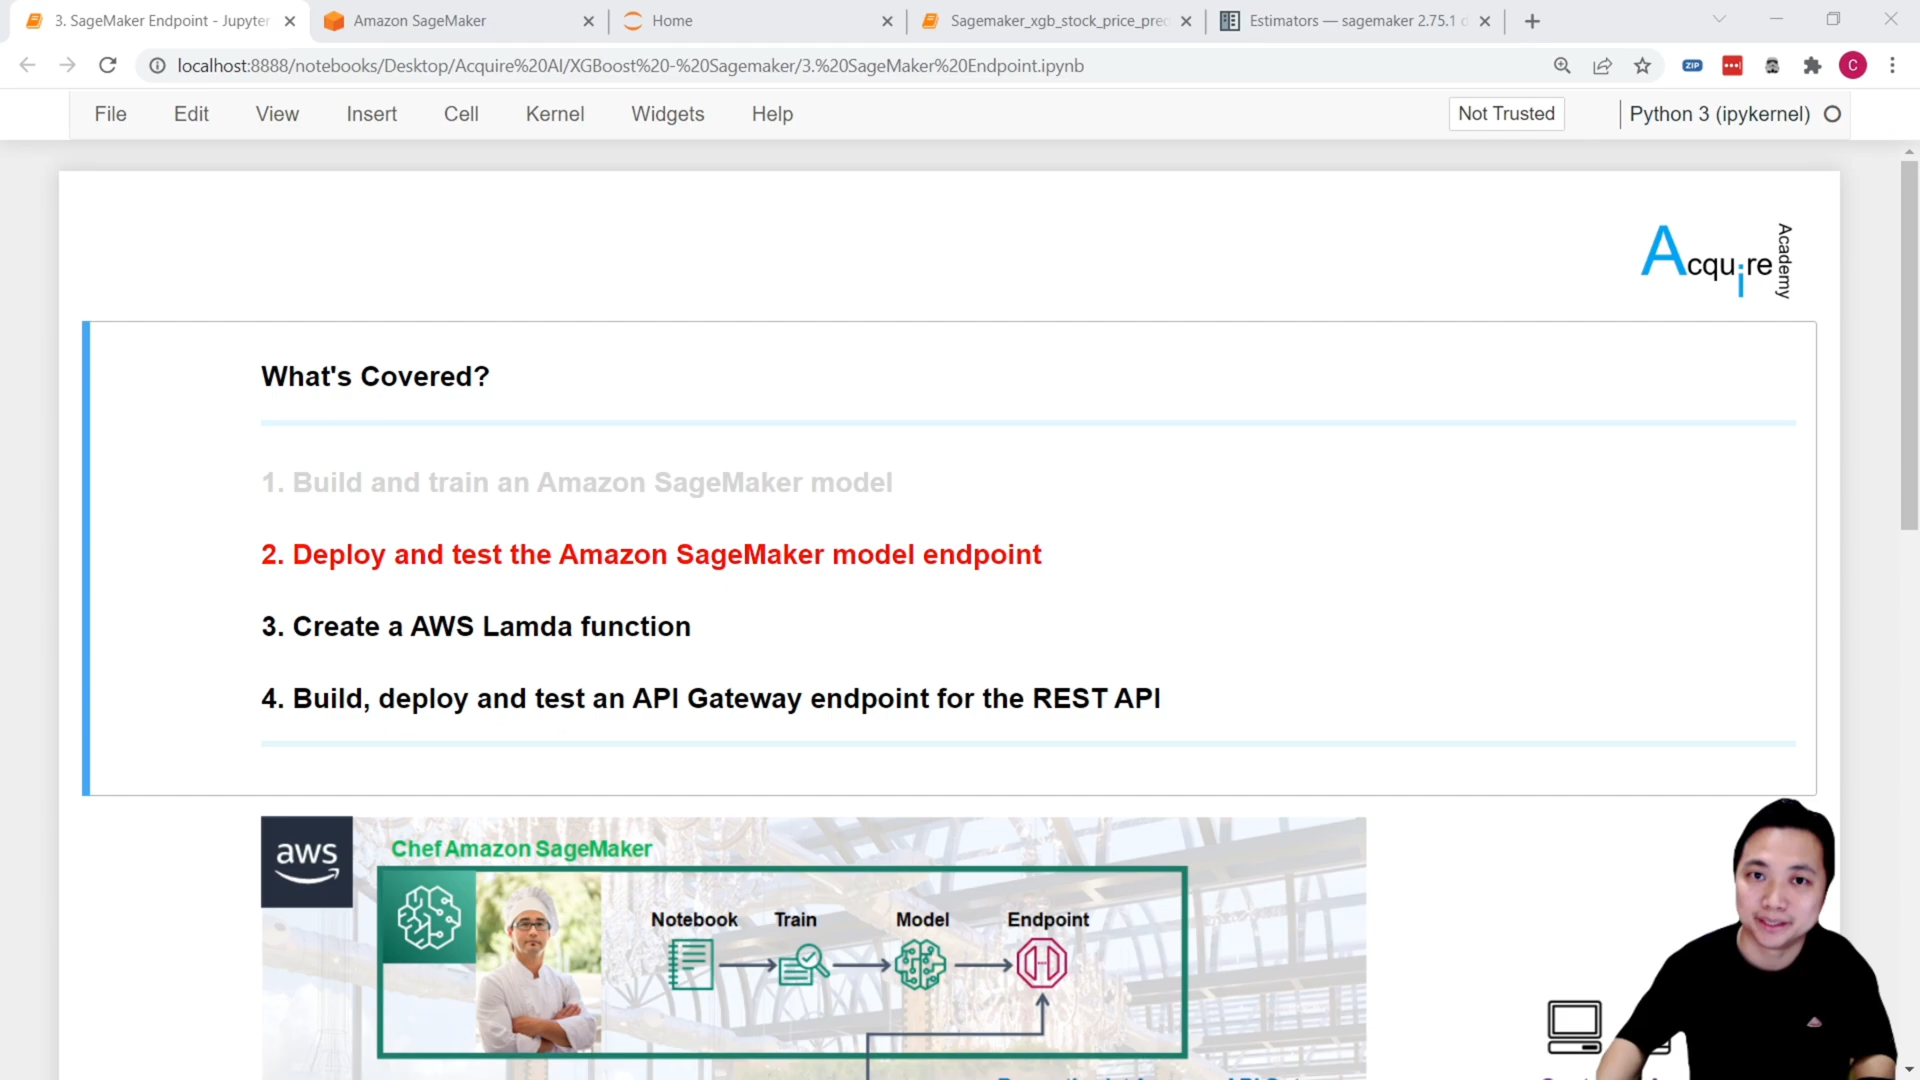 3. SageMaker Endpoint - Jupyter
Amazon SageMaker
Home
Sagemaker_xgb_stock_price_pred
Estimators — sagemaker 2.75.1 d
localhost:8888/notebooks/Desktop/Acquire%20AI/XGBoost%20-%20Sagemaker/3.%20SageMaker%20Endpoint.ipynb
ZIP
C
File Edit View Insert Cell Kernel Widgets Help
Not Trusted
Python 3 (ipykernel)
Acquire Academy
What's Covered?
1. Build and train an Amazon SageMaker model
2. Deploy and test the Amazon SageMaker model endpoint
3. Create a AWS Lamda function
4. Build, deploy and test an API Gateway endpoint for the REST API
aws
Chef Amazon SageMaker
Notebook Train Model Endpoint